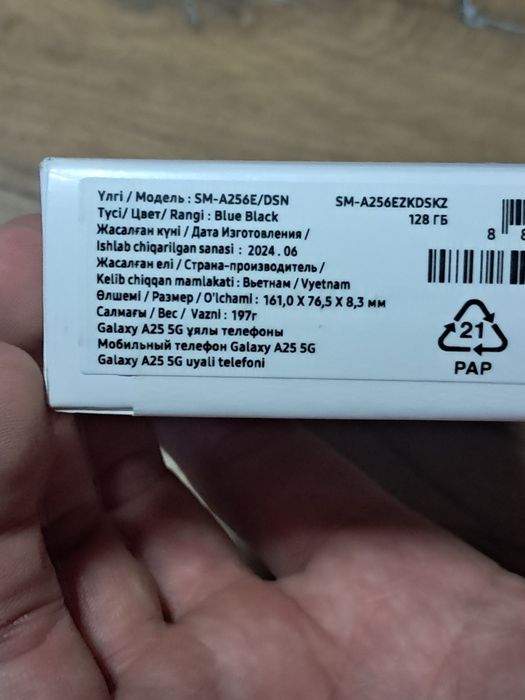 Үлгі / Модель : SM-A256E/DSN
SM-A256EZKDSKZ
Түсі/ Цвет/ Rangi : Blue Black
128 ГБ
Жасалған күні / Дата Изготовления /
Ishlab chiqarilgan sanasi : 2024 . 06
Жасалған елі / Страна-производитель /
Kelib chiqqan mamlakati : Вьетнам / Vyetnam
Өлшемі / Размер / O'lchami : 161,0 X 76,5 X 8,3 мм
Салмағы / Вес / Vazni : 197г
Galaxy A25 5G ұялы телефоны
Мобильный телефон Galaxy A25 5G
Galaxy A25 5G uyali telefoni
8
21
PAP